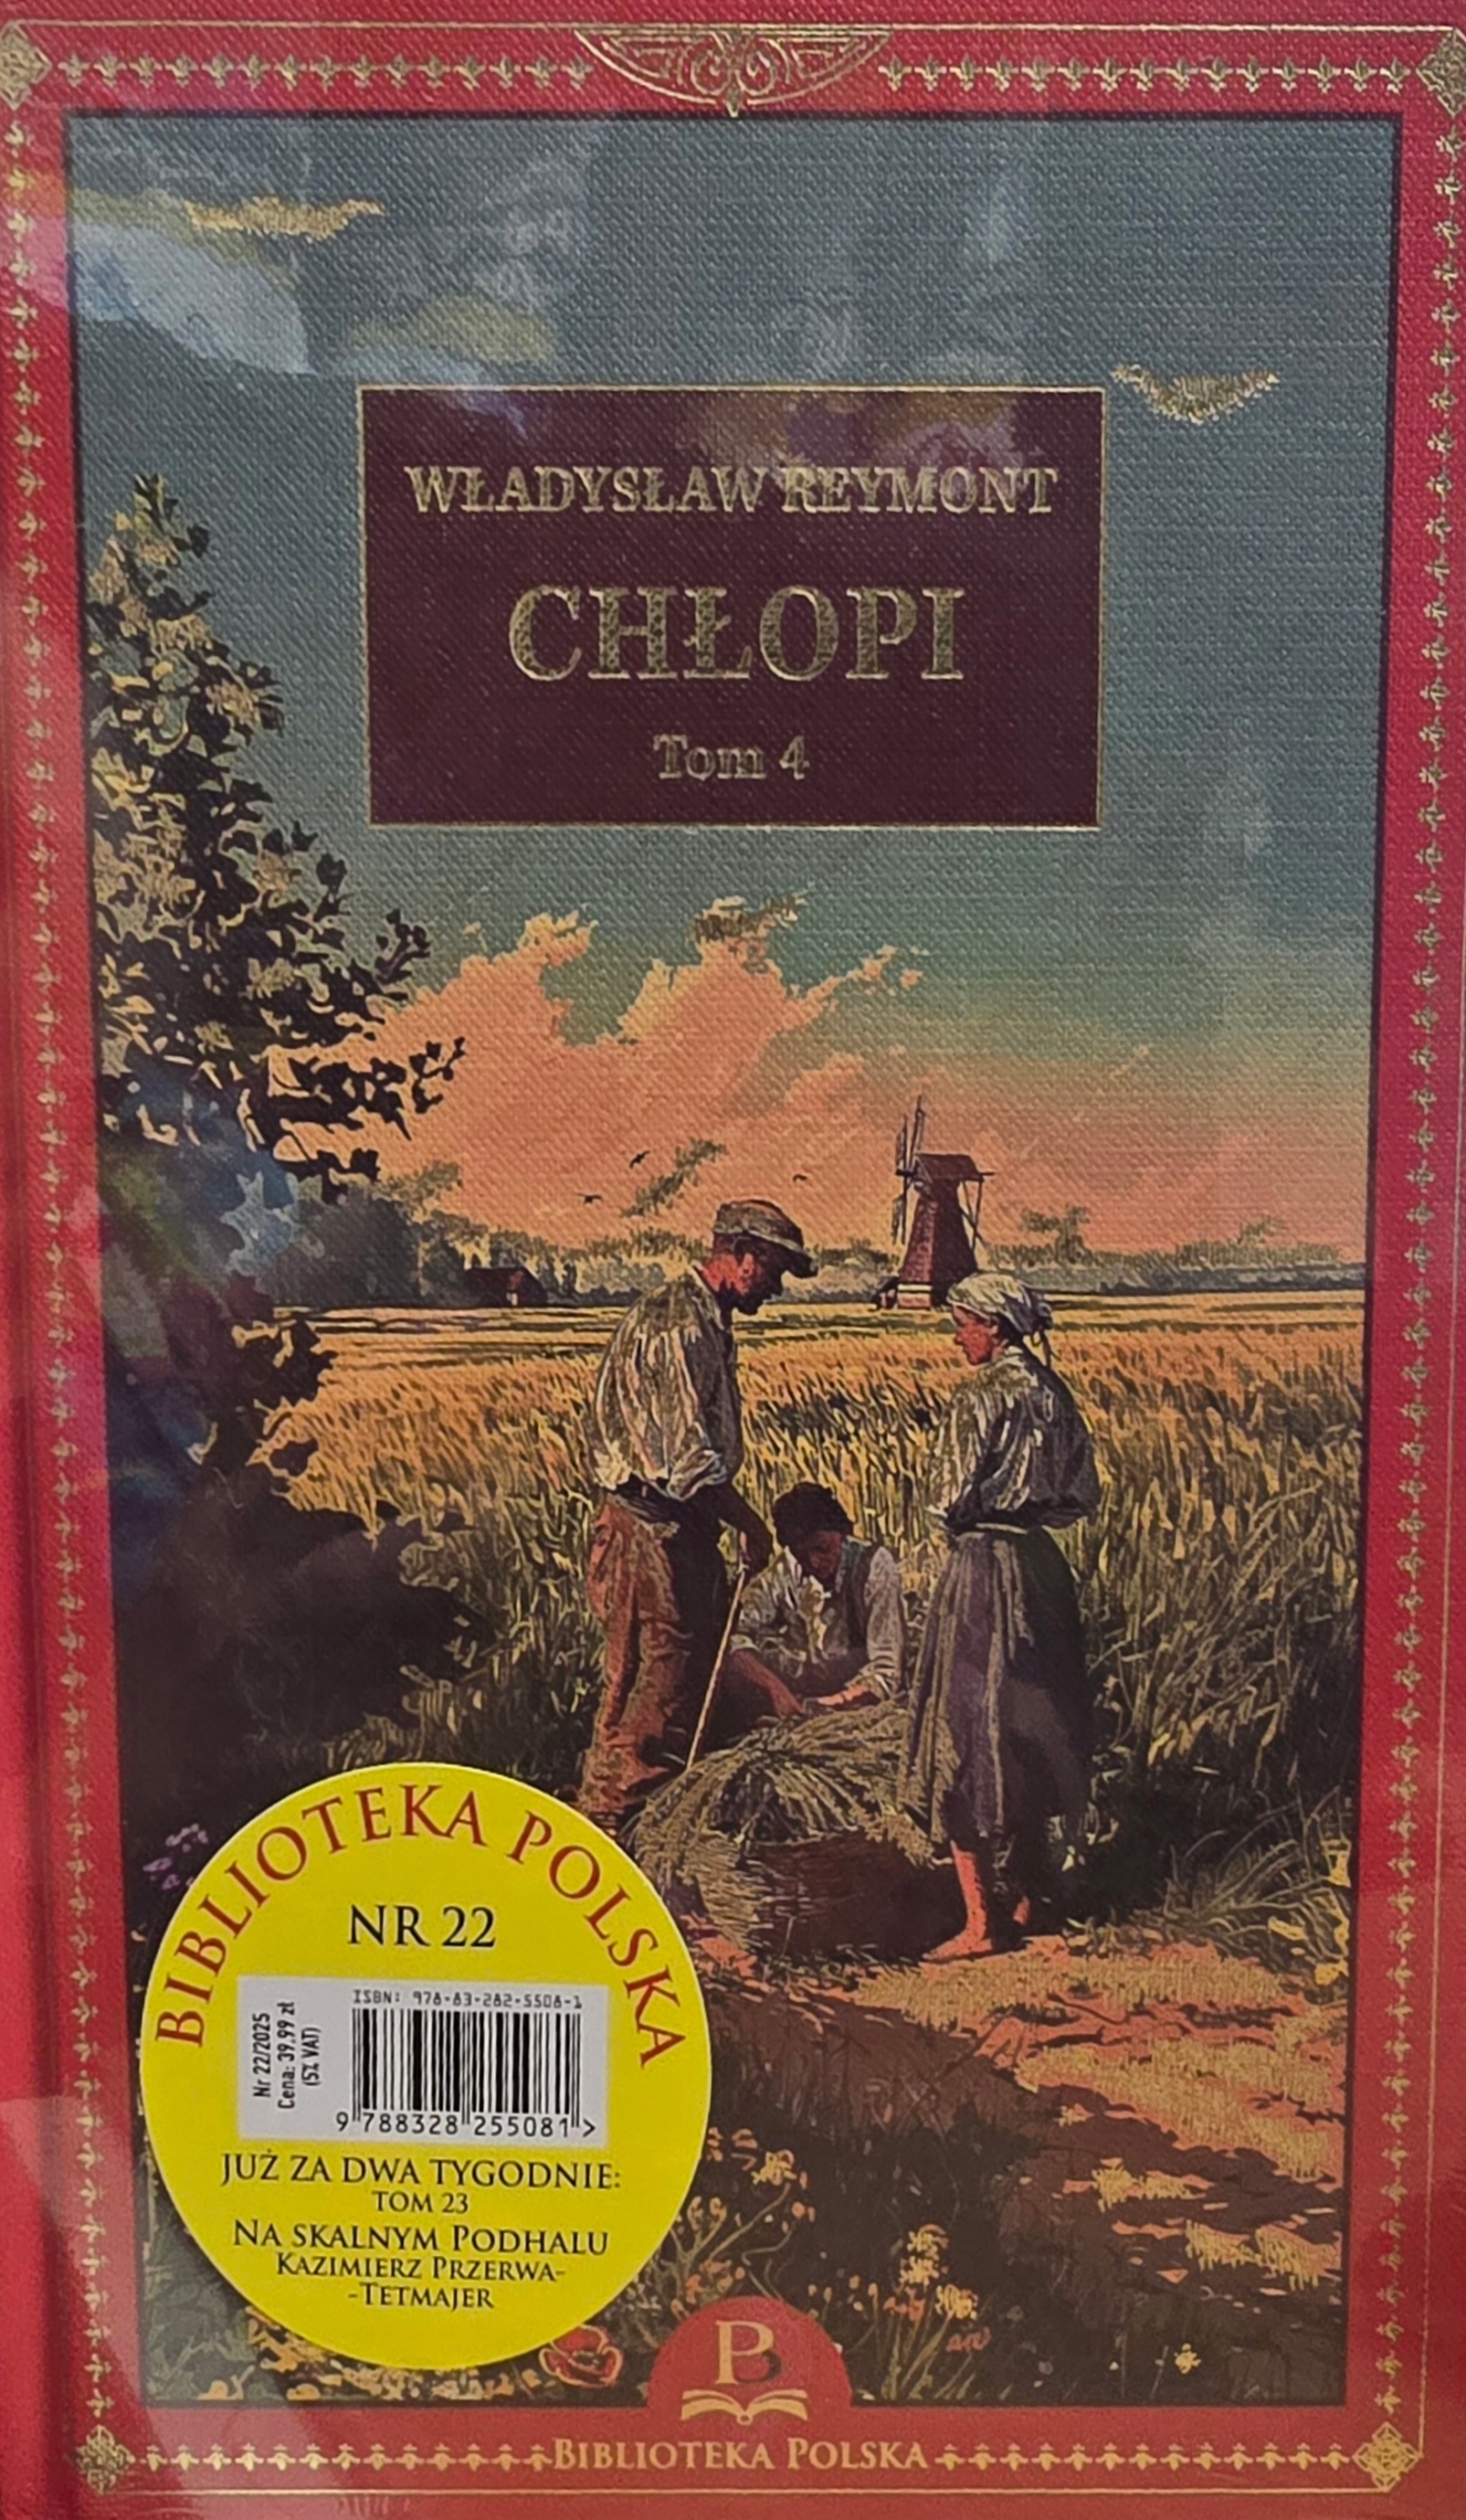 WŁADYSŁAW REYMONT
CHŁOPI
Tom 4
BIBLIOTEKA POLSKA
NR 22
ISBN: 978-83-282-5508-1
Nr 22/2025
Cena: 39,99 zł
(5% VAT)
9 788328 255081 >
JUŻ ZA DWA TYGODNIE:
TOM 23
NA SKALNYM PODHALU
KAZIMIERZ PRZERWA-
-TETMAJER
B
BIBLIOTEKA POLSKA